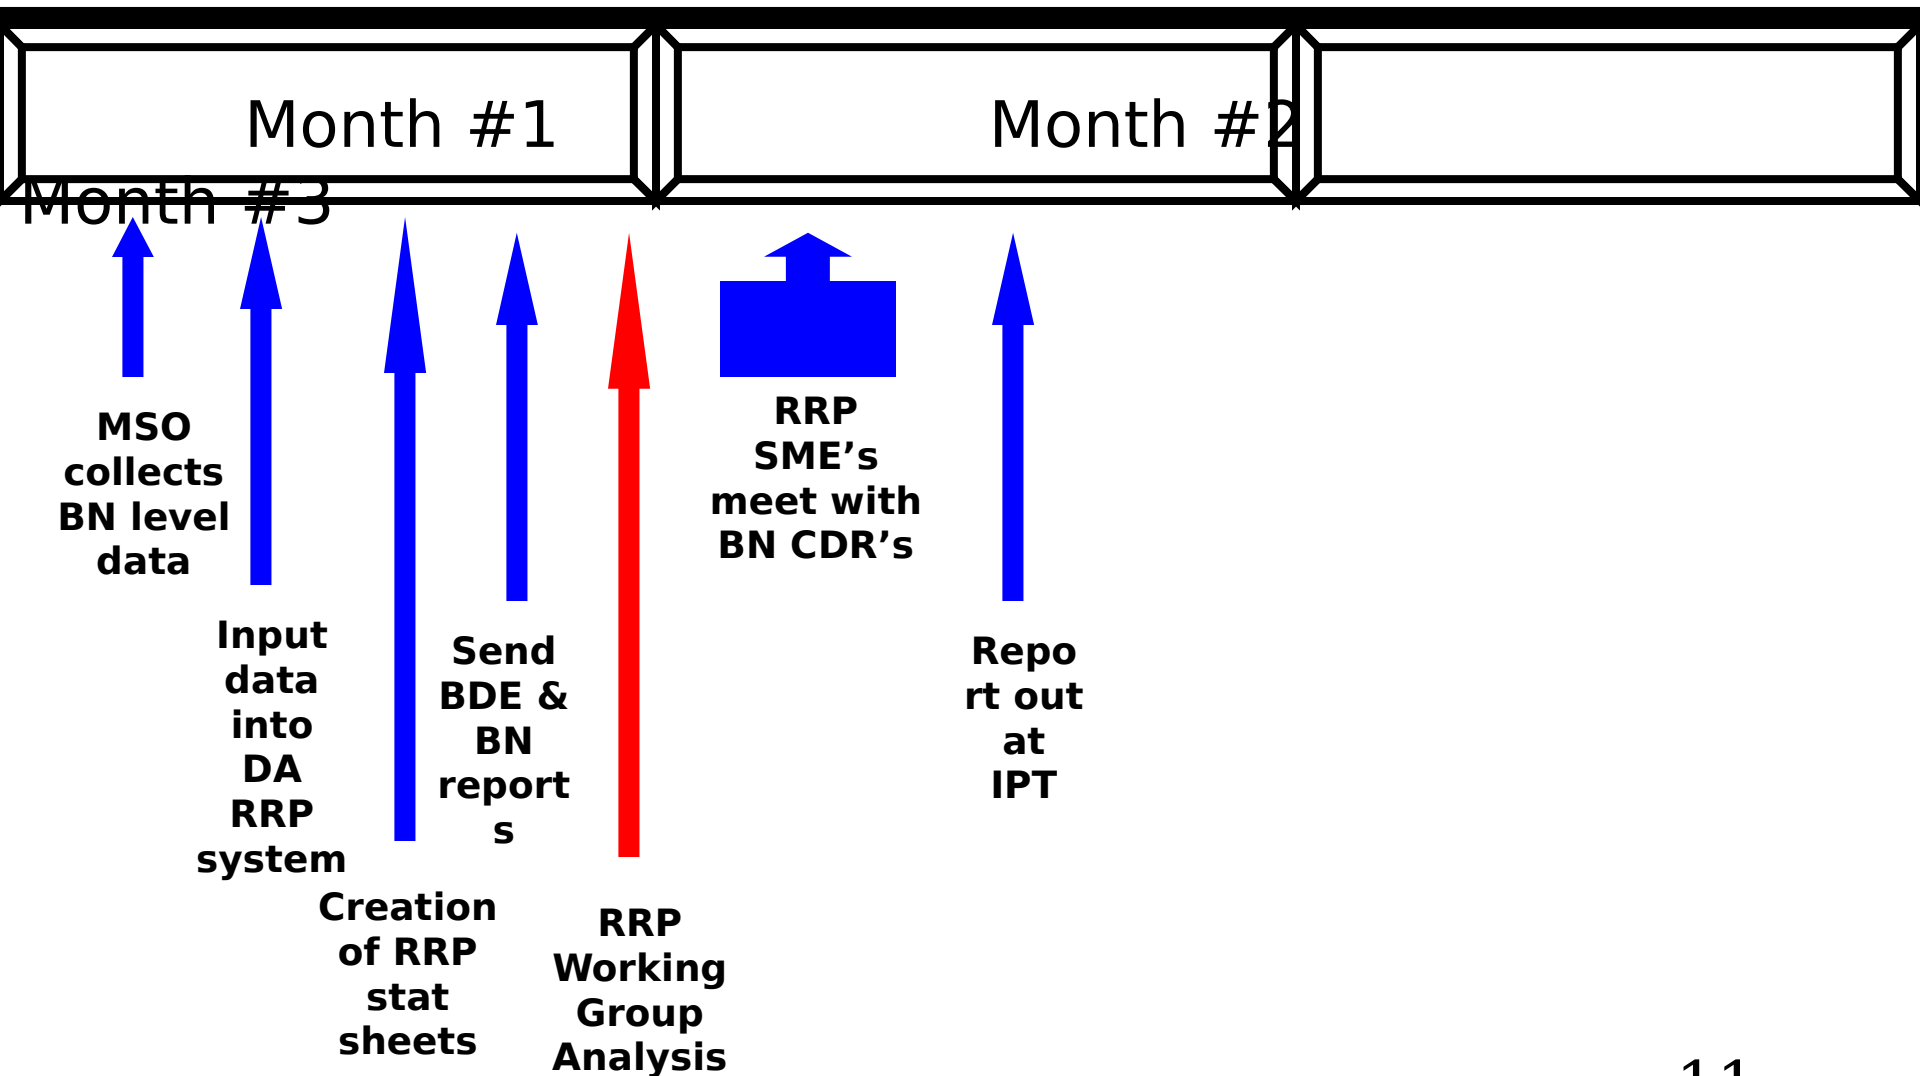 Month #1
Month #2
Month #3
MSO
collects
BN level
data
Input
data
into
DA
RRP
system
Creation
of RRP
stat
sheets
Send
BDE &
BN
report
s
RRP
Working
Group
Analysis
RRP
SME’s
meet with
BN CDR’s
Repo
rt out
at
IPT
11